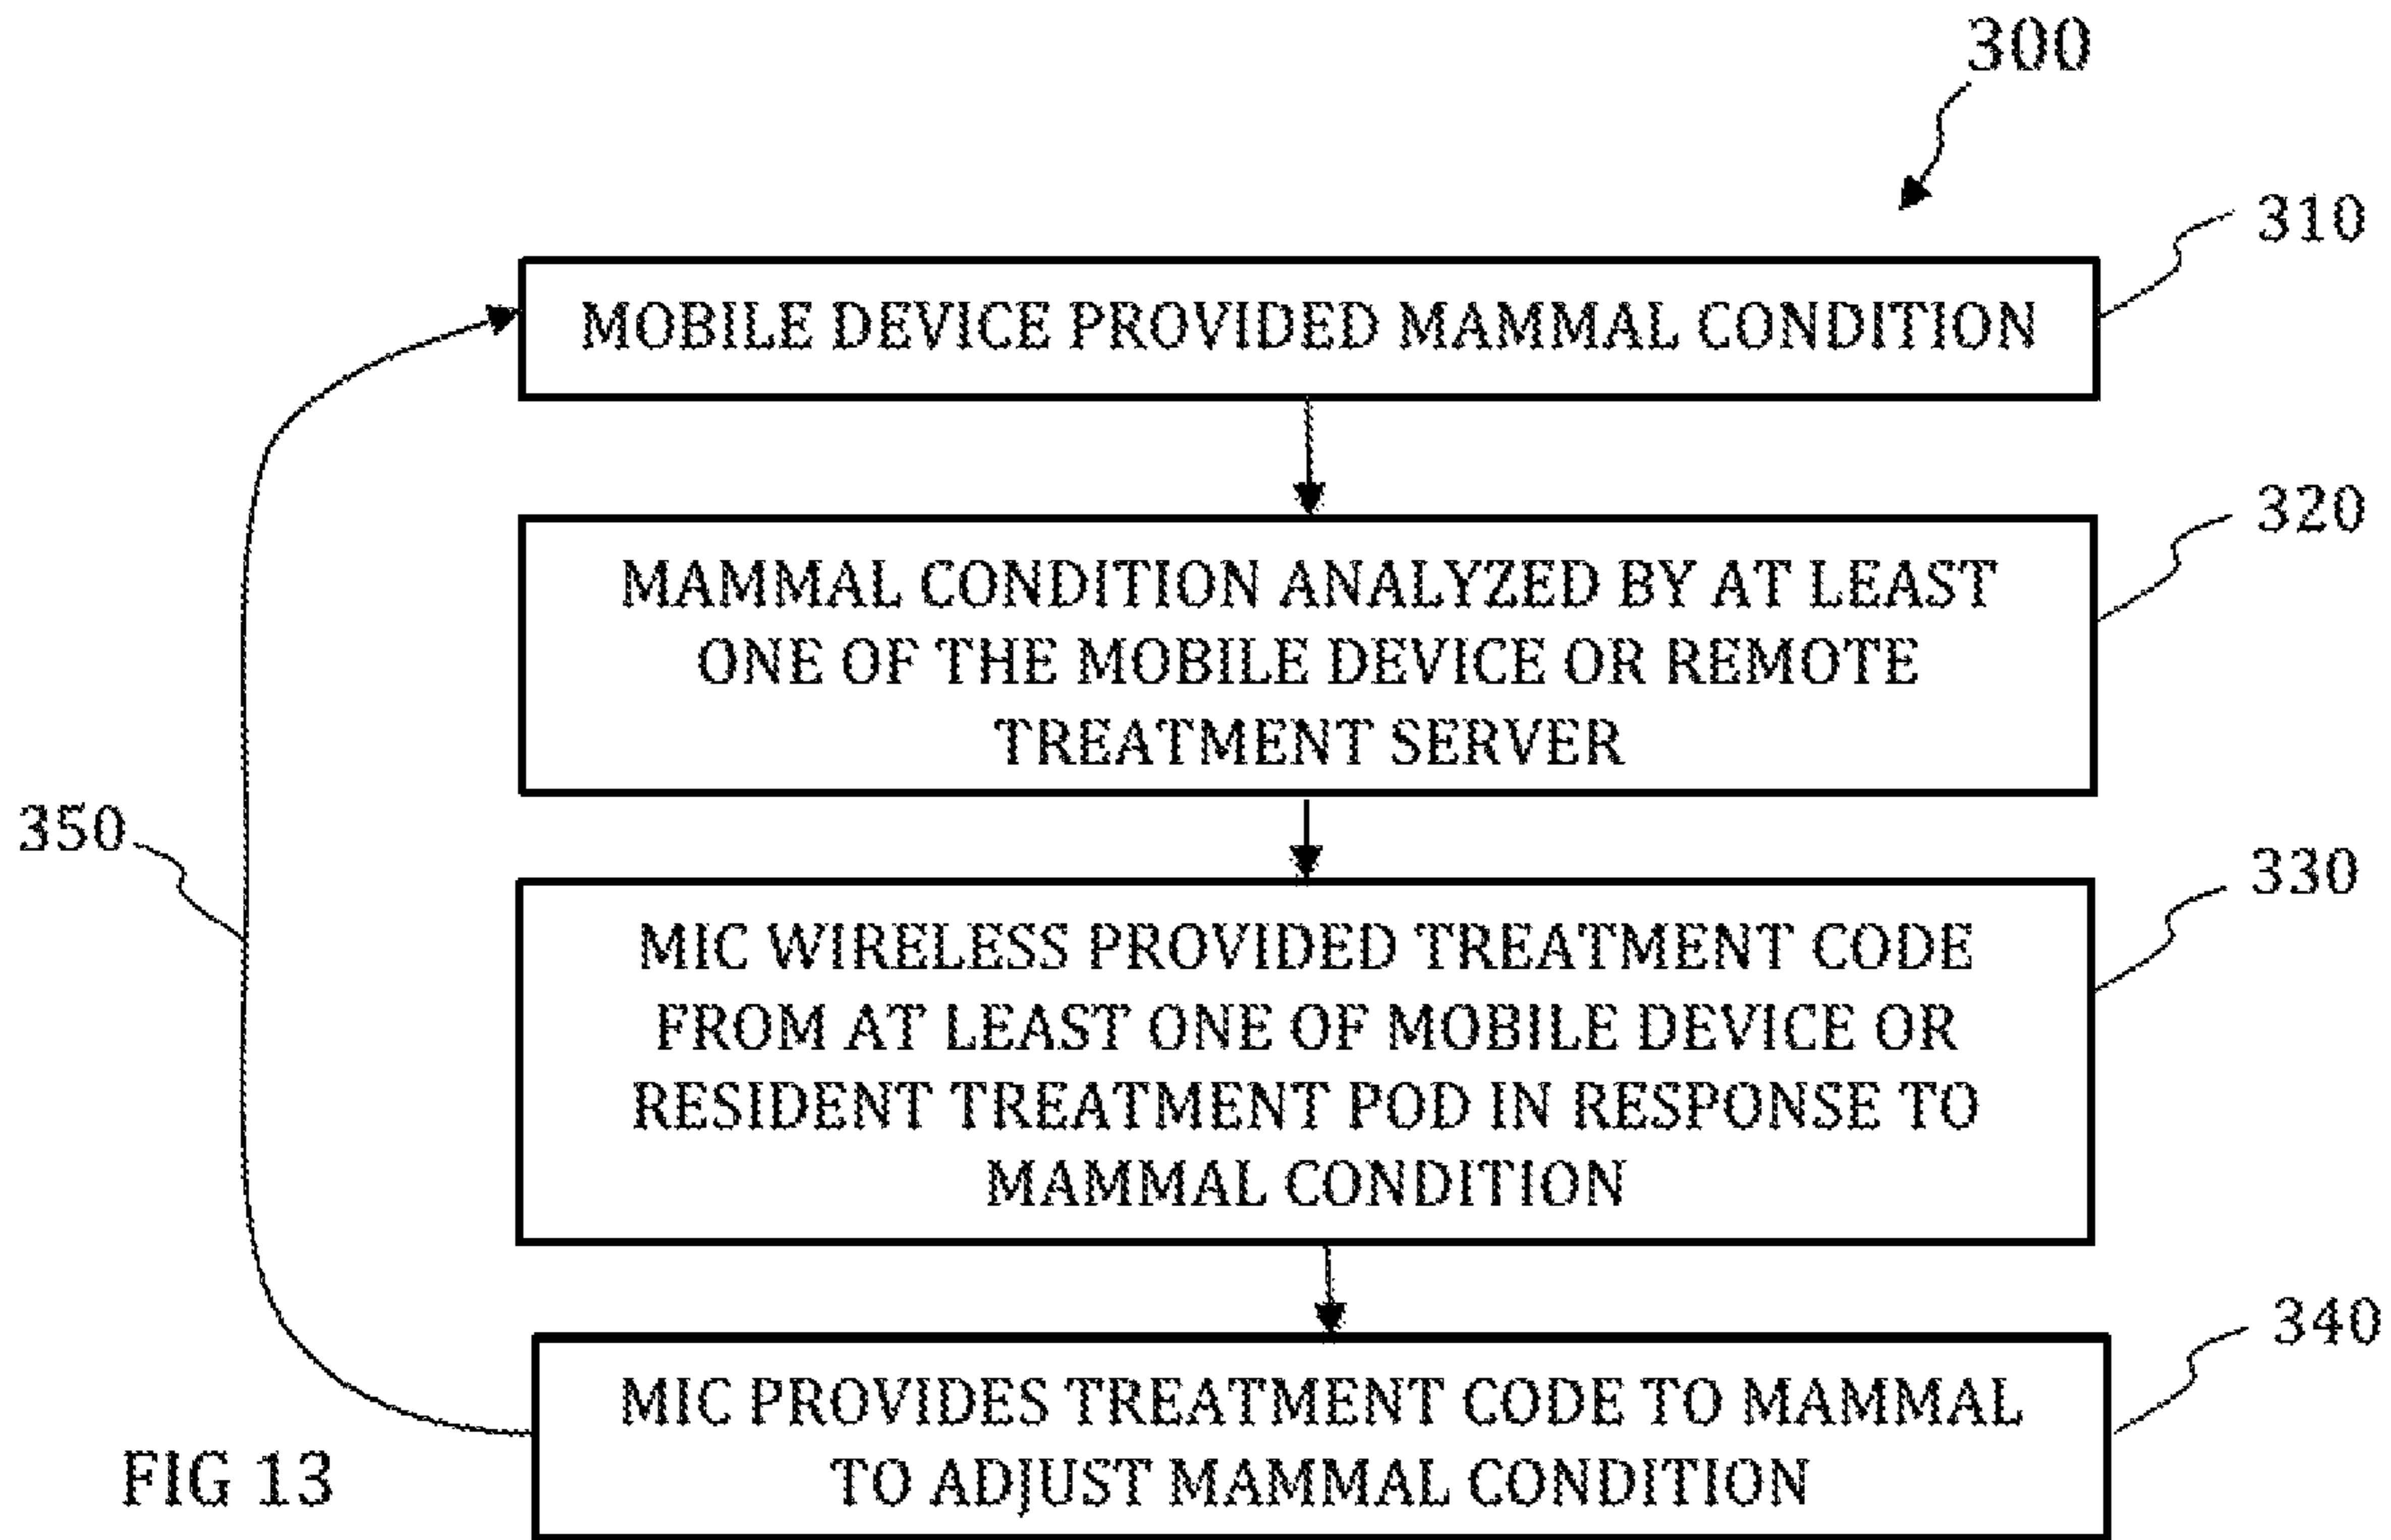 300
310
MOBILE DEVICE PROVIDED MAMMAL CONDITION
320
MAMMAL CONDITION ANALYZED BY AT LEAST
ONE OF THE MOBILE DEVICE OR REMOTE
TREATMENT SERVER
350
330
MIC WIRELESS PROVIDED TREATMENT CODE
FROM AT LEAST ONE OF MOBILE DEVICE OR
RESIDENT TREATMENT POD IN RESPONSE TO
MAMMAL CONDITION
340
MIC PROVIDES TREATMENT CODE TO MAMMAL
TO ADJUST MAMMAL CONDITION
FIG 13